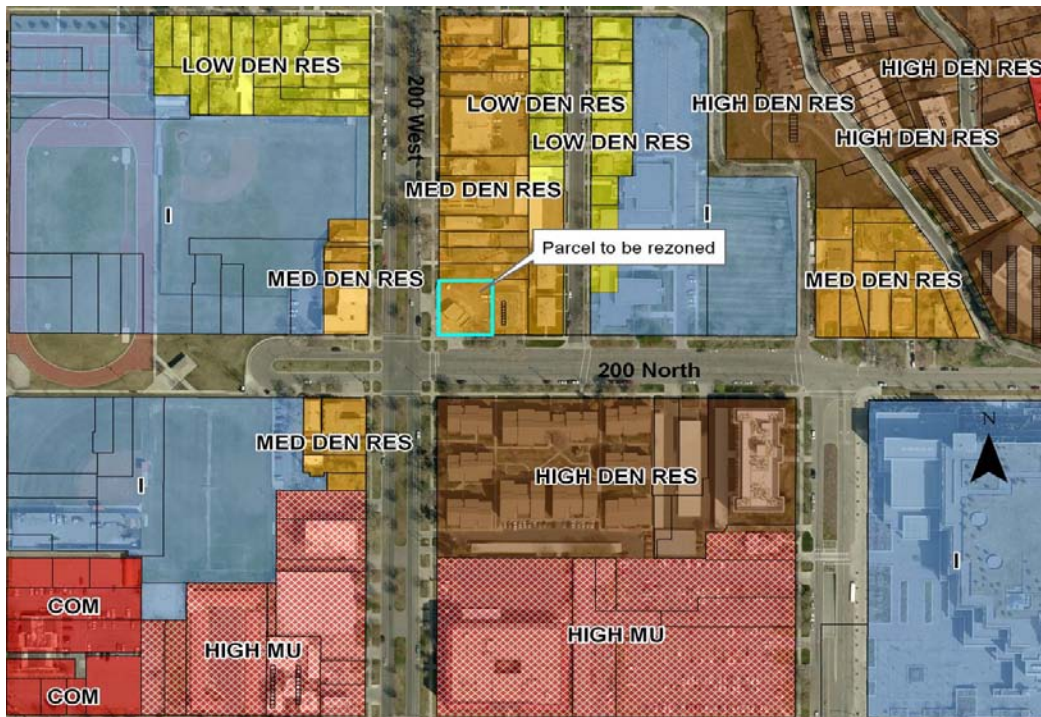 LOW DEN RES
HIGH DEN RES
HIGH DEN RES
HIGH DEN RES
LOW DEN RES
LOW DEN RES
200 West
MED DEN RES
I
I
Parcel to be rezoned
MED DEN RES
MED DEN RES
200 North
N
MED DEN RES
HIGH DEN RES
I
I
COM
HIGH MU
HIGH MU
COM